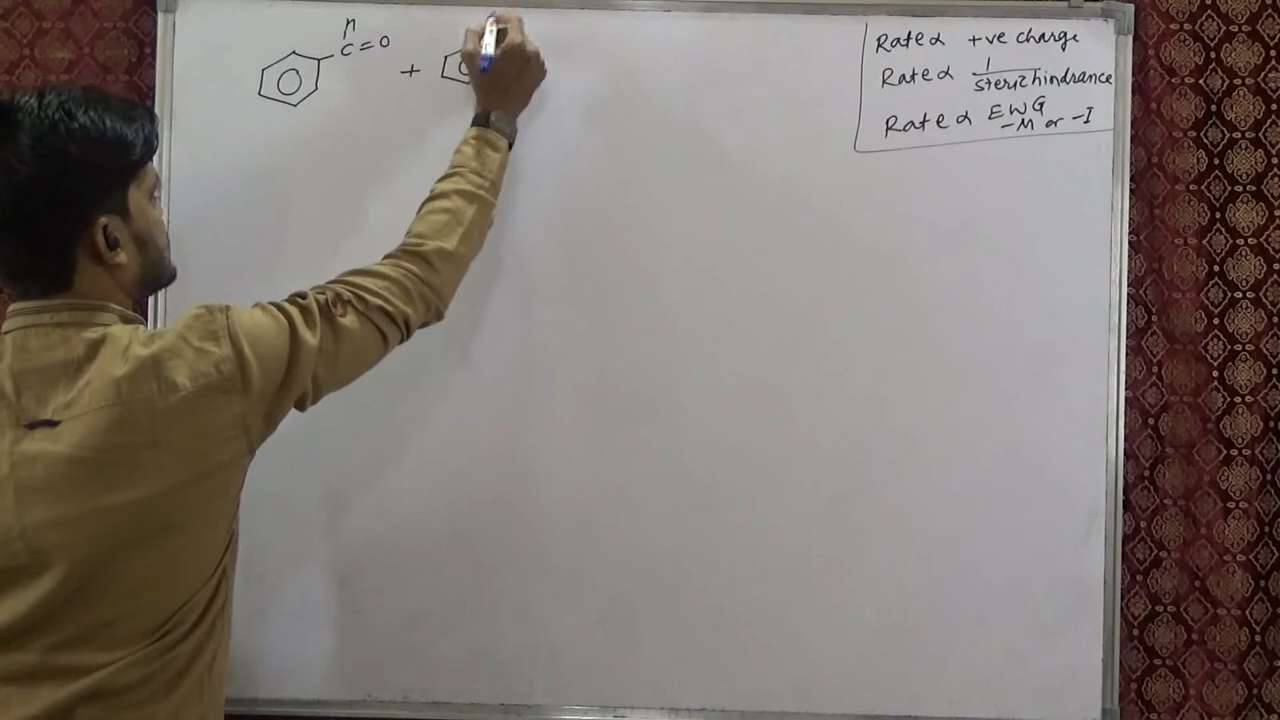 H
C=O
+
Rate α +ve charge
Rate α 1/steric hindrance
Rate α EWG
-M or -I